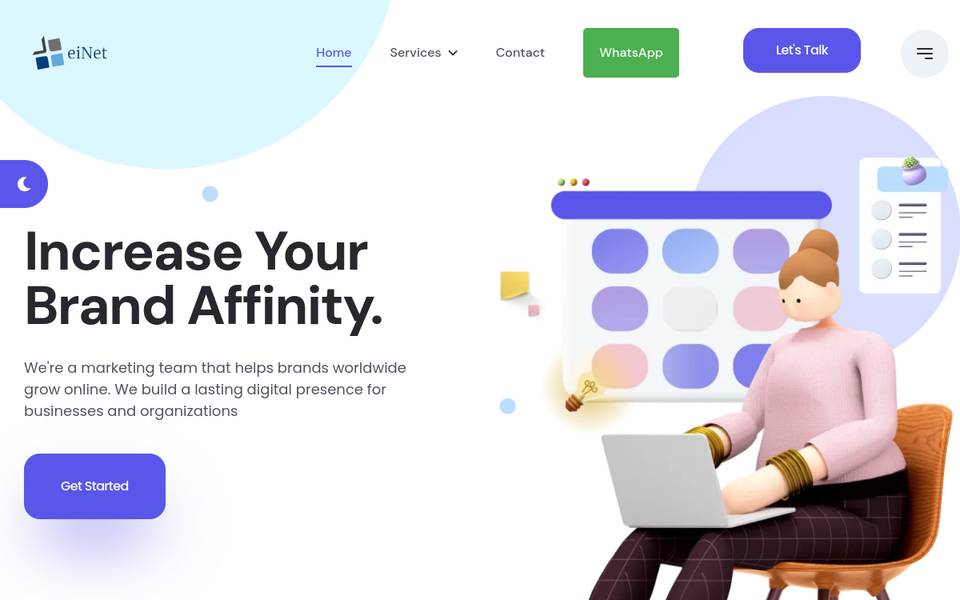 eiNet
Home
Services
Contact
WhatsApp
Let's Talk
Increase Your
Brand Affinity.
We're a marketing team that helps brands worldwide
grow online. We build a lasting digital presence for
businesses and organizations
Get Started